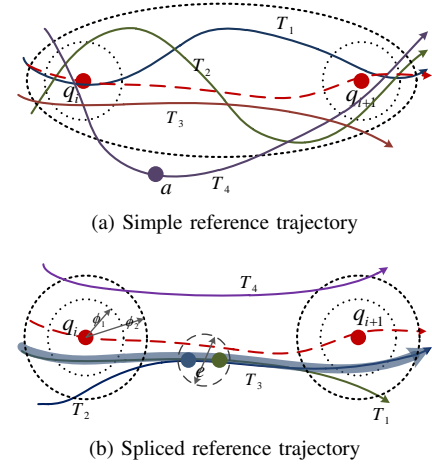 T1
T2
qi
qi+1
T3
a
T4
(a) Simple reference trajectory
T4
qi
ϕ1
ϕ2
qi+1
e
T3
T2
T1
(b) Spliced reference trajectory